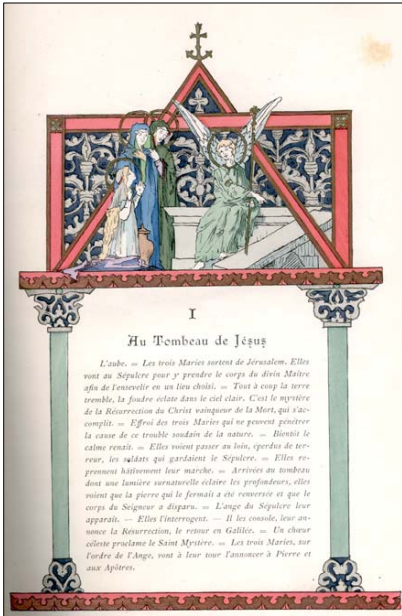 I
Au Tombeau de Jésus
L'aube. = Les trois Maries sortent de Jérusalem. Elles
vont au Sépulcre pour y prendre le corps du divin Maître
afin de l'ensevelir en un lieu choisi. = Tout à coup la terre
tremble, la foudre éclate dans le ciel clair. C'est le mystère
de la Résurrection du Christ vainqueur de la Mort, qui s'ac-
complit. = Effroi des trois Maries qui ne peuvent pénétrer
la cause de ce trouble soudain de la nature. = Bientôt le
calme renaît. = Elles voient passer au loin, éperdus de ter-
reur, les soldats qui gardaient le Sépulcre. = Elles re-
prennent hâtivement leur marche. = Arrivées au tombeau
dont une lumière surnaturelle éclaire les profondeurs, elles
voient que la pierre qui le fermait a été renversée et que le
corps du Seigneur a disparu. = L'ange du Sépulcre leur
apparaît. — Elles l'interrogent. — Il les console, leur an-
nonce la Résurrection, le retour en Galilée. = Un chœur
céleste proclame le Saint Mystère. = Les trois Maries, sur
l'ordre de l'Ange, vont à leur tour l'annoncer à Pierre et
aux Apôtres.